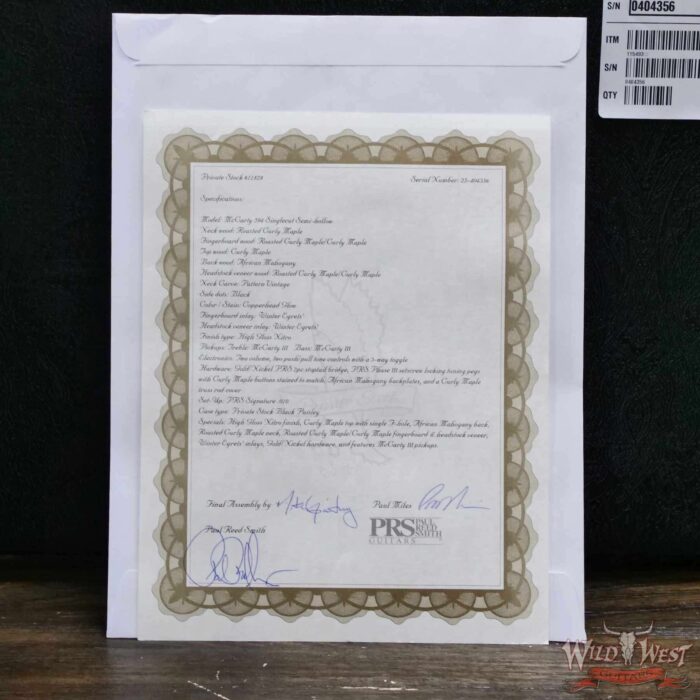 S/N 0404356
ITM
115483
S/N
0404356
QTY
Private Stock #11828
Serial Number: 23-404356
Specifications:
Model: McCarty 594 Singlecut Semi-hollow
Neck wood: Roasted Curly Maple
Fingerboard wood: Roasted Curly Maple/Curly Maple
Top wood: Curly Maple
Back wood: African Mahogany
Headstock veneer wood: Roasted Curly Maple/Curly Maple
Neck Carve: Pattern Vintage
Side dots: Black
Color / Stain: Copperhead Glow
Fingerboard inlay: 'Winter Egrets'
Headstock veneer inlay: 'Winter Egrets'
Finish type: High Gloss Nitro
Pickups: Treble: McCarty III Bass: McCarty III
Electronics: Two volume, two push/pull tone controls with a 3-way toggle
Hardware: Gold/Nickel PRS 2pc stoptail bridge, PRS Phase III setscrew locking tuning pegs
with Curly Maple buttons stained to match, African Mahogany backplates, and a Curly Maple
truss rod cover
Set-Up: PRS Signature .010
Case type: Private Stock Black Paisley
Specials: High Gloss Nitro finish, Curly Maple top with single F-hole, African Mahogany back,
Roasted Curly Maple neck, Roasted Curly Maple/Curly Maple fingerboard & headstock veneer,
'Winter Egrets' inlays, Gold/Nickel hardware, and features McCarty III pickups.
Final Assembly by
Paul Miles
Paul Reed Smith
PRS PAUL REED SMITH
GUITARS
WILD WEST
GUITARS